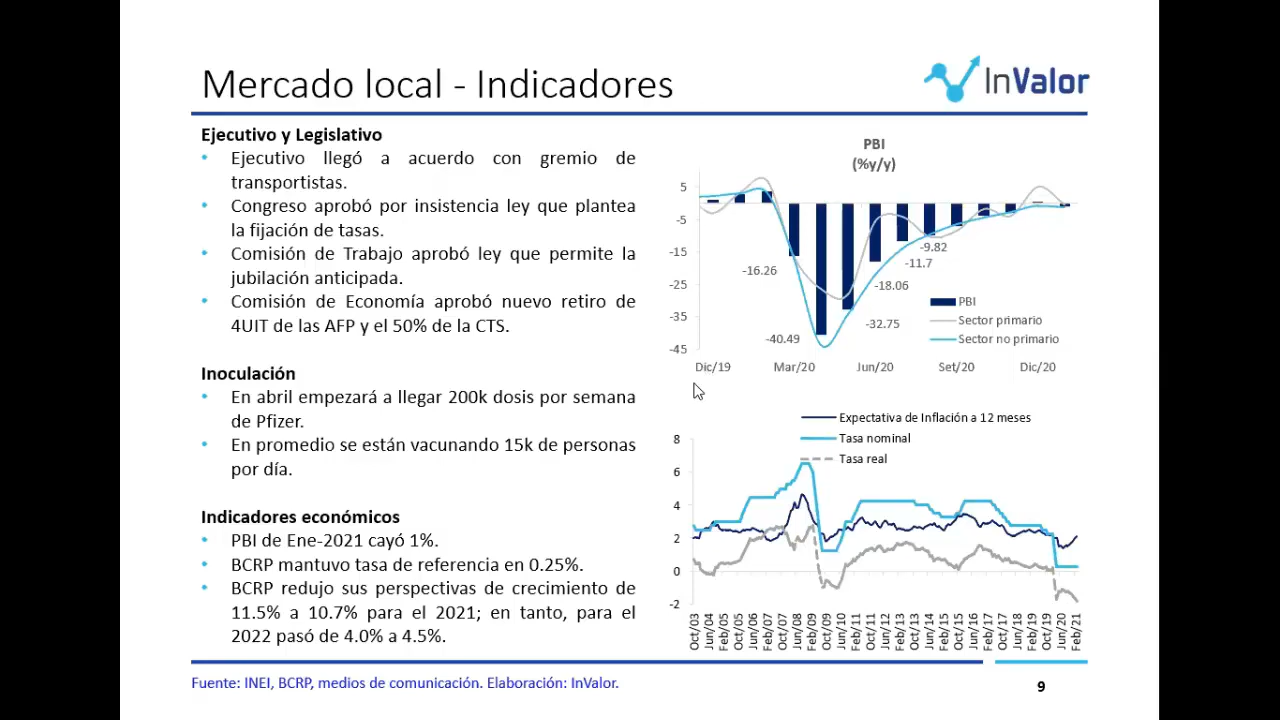 Mercado local - Indicadores
InValor
Ejecutivo y Legislativo
• Ejecutivo llegó a acuerdo con gremio de
transportistas.
• Congreso aprobó por insistencia ley que plantea
la fijación de tasas.
• Comisión de Trabajo aprobó ley que permite la
jubilación anticipada.
• Comisión de Economía aprobó nuevo retiro de
4UIT de las AFP y el 50% de la CTS.
Inoculación
• En abril empezará a llegar 200k dosis por semana
de Pfizer.
• En promedio se están vacunando 15k de personas
por día.
Indicadores económicos
• PBI de Ene-2021 cayó 1%.
• BCRP mantuvo tasa de referencia en 0.25%.
• BCRP redujo sus perspectivas de crecimiento de
11.5% a 10.7% para el 2021; en tanto, para el
2022 pasó de 4.0% a 4.5%.
PBI
(%y/y)
5
-5
-15
-25
-35
-45
-16.26
-40.49
-32.75
-18.06
-11.7
-9.82
PBI
Sector primario
Sector no primario
Dic/19 Mar/20 Jun/20 Set/20 Dic/20
Expectativa de Inflación a 12 meses
Tasa nominal
Tasa real
8
6
4
2
0
-2
Oct/03 Jun/04 Feb/05 Oct/05 Jun/06 Feb/07 Oct/07 Jun/08 Feb/09 Oct/09 Jun/10 Feb/11 Oct/11 Jun/12 Feb/13 Oct/13 Jun/14 Feb/15 Oct/15 Jun/16 Feb/17 Oct/17 Jun/18 Feb/19 Oct/19 Jun/20 Feb/21
Fuente: INEI, BCRP, medios de comunicación. Elaboración: InValor.
9